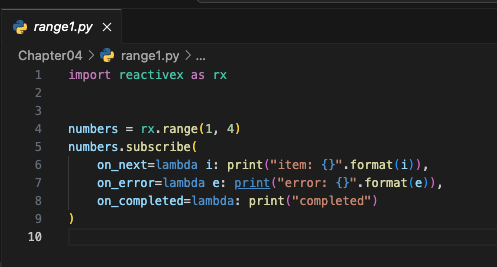 range1.py ×
Chapter04 > range1.py > ...
1 import reactivex as rx
2
3
4 numbers = rx.range(1, 4)
5 numbers.subscribe(
6     on_next=lambda i: print("item: {}".format(i)),
7     on_error=lambda e: print("error: {}".format(e)),
8     on_completed=lambda: print("completed")
9 )
10